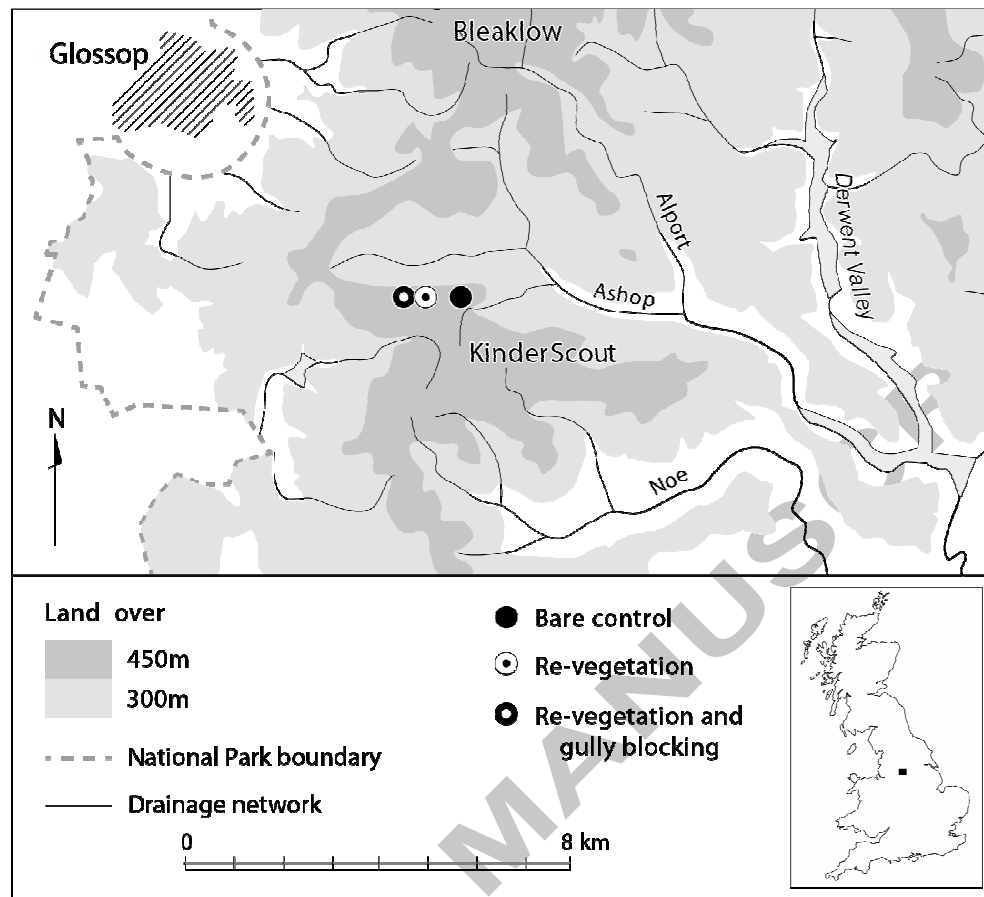 Bleaklow
Glossop
Alport
Derwent Valley
Ashop
KinderScout
N
Noe
Land over
450m
300m
National Park boundary
Drainage network
0 8 km
Bare control
Re-vegetation
Re-vegetation and
gully blocking